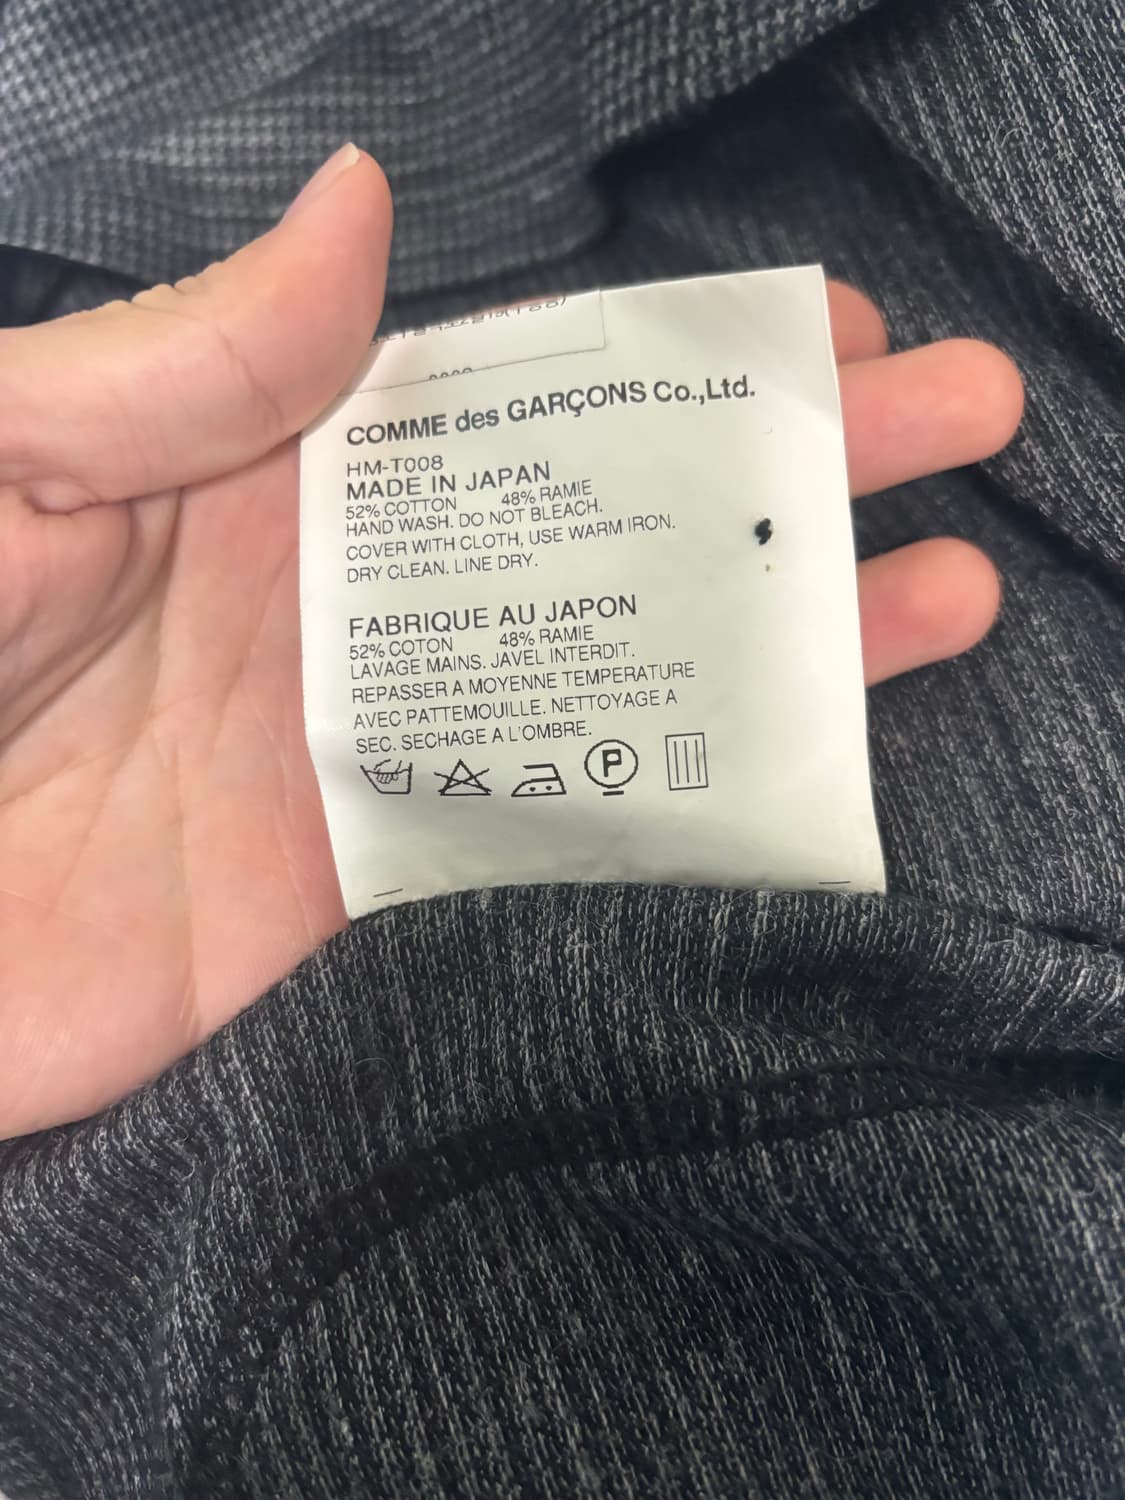 COMME des GARÇONS Co.,Ltd.
HM-T008
MADE IN JAPAN
52% COTTON 48% RAMIE
HAND WASH. DO NOT BLEACH.
COVER WITH CLOTH, USE WARM IRON.
DRY CLEAN. LINE DRY.
FABRIQUE AU JAPON
52% COTON 48% RAMIE
LAVAGE MAINS. JAVEL INTERDIT.
REPASSER A MOYENNE TEMPERATURE
AVEC PATTEMOUILLE. NETTOYAGE A
SEC. SECHAGE A L'OMBRE.
P